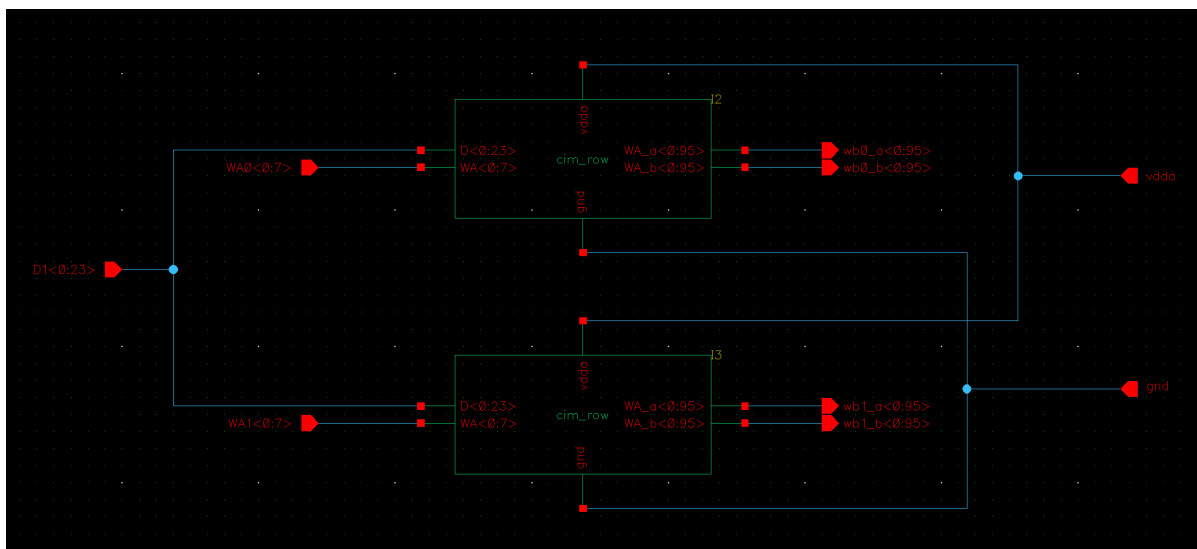 I2
vdda
D<0:23>
WA_a<0:95>
wb0_a<0:95>
cim_row
WA0<0:7>
WA<0:7>
WA_b<0:95>
wb0_b<0:95>
vdda
gnd
D1<0:23>
I3
vdda
gnd
D<0:23>
WA_a<0:95>
wb1_a<0:95>
cim_row
WA1<0:7>
WA<0:7>
WA_b<0:95>
wb1_b<0:95>
gnd